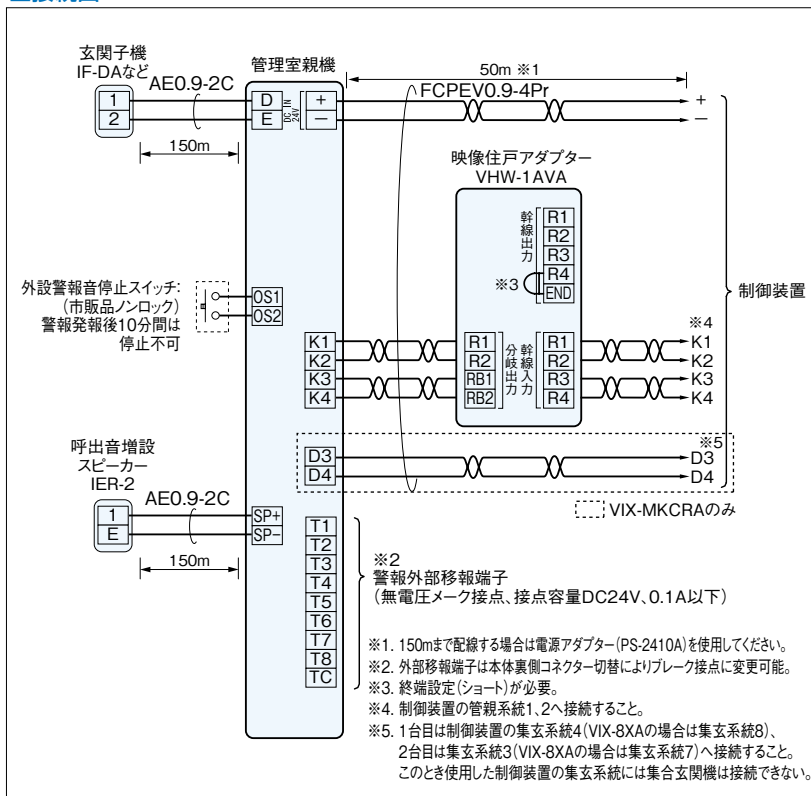 玄関子機
IF-DAなど
AE0.9-2C
管理室親機
50m ※1
FCPEV0.9-4Pr
1
2
150m
D
E
DC IN
24V
+
−
+
−
映像住戸アダプター
VHW-1AVA
幹線出力
R1
R2
R3
R4
END
※3
制御装置
外設警報音停止スイッチ:
(市販品ノンロック)
警報発報後10分間は
停止不可
OS1
OS2
K1
K2
K3
K4
R1
R2
RB1
RB2
分岐出力
幹線入力
R1
R2
R3
R4
※4
K1
K2
K3
K4
D3
D4
※5
D3
D4
VIX-MKCRAのみ
呼出音増設
スピーカー
IER-2
AE0.9-2C
1
E
150m
SP+
SP−
T1
T2
T3
T4
T5
T6
T7
T8
TC
※2
警報外部移報端子
(無電圧メーク接点、接点容量DC24V、0.1A以下)
※1. 150mまで配線する場合は電源アダプター(PS-2410A)を使用してください。
※2. 外部移報端子は本体裏側コネクター切替によりブレーク接点に変更可能。
※3. 終端設定(ショート)が必要。
※4. 制御装置の管親系統1、2へ接続すること。
※5. 1台目は制御装置の集玄系統4(VIX-8XAの場合は集玄系統8)、
2台目は集玄系統3(VIX-8XAの場合は集玄系統7)へ接続すること。
このとき使用した制御装置の集玄系統には集合玄関機は接続できない。